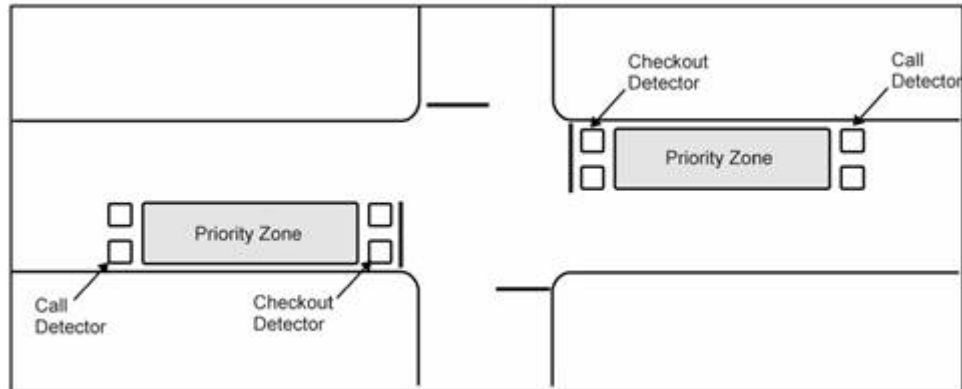 Checkout
Detector
Call
Detector
Priority Zone
Priority Zone
Call
Detector
Checkout
Detector